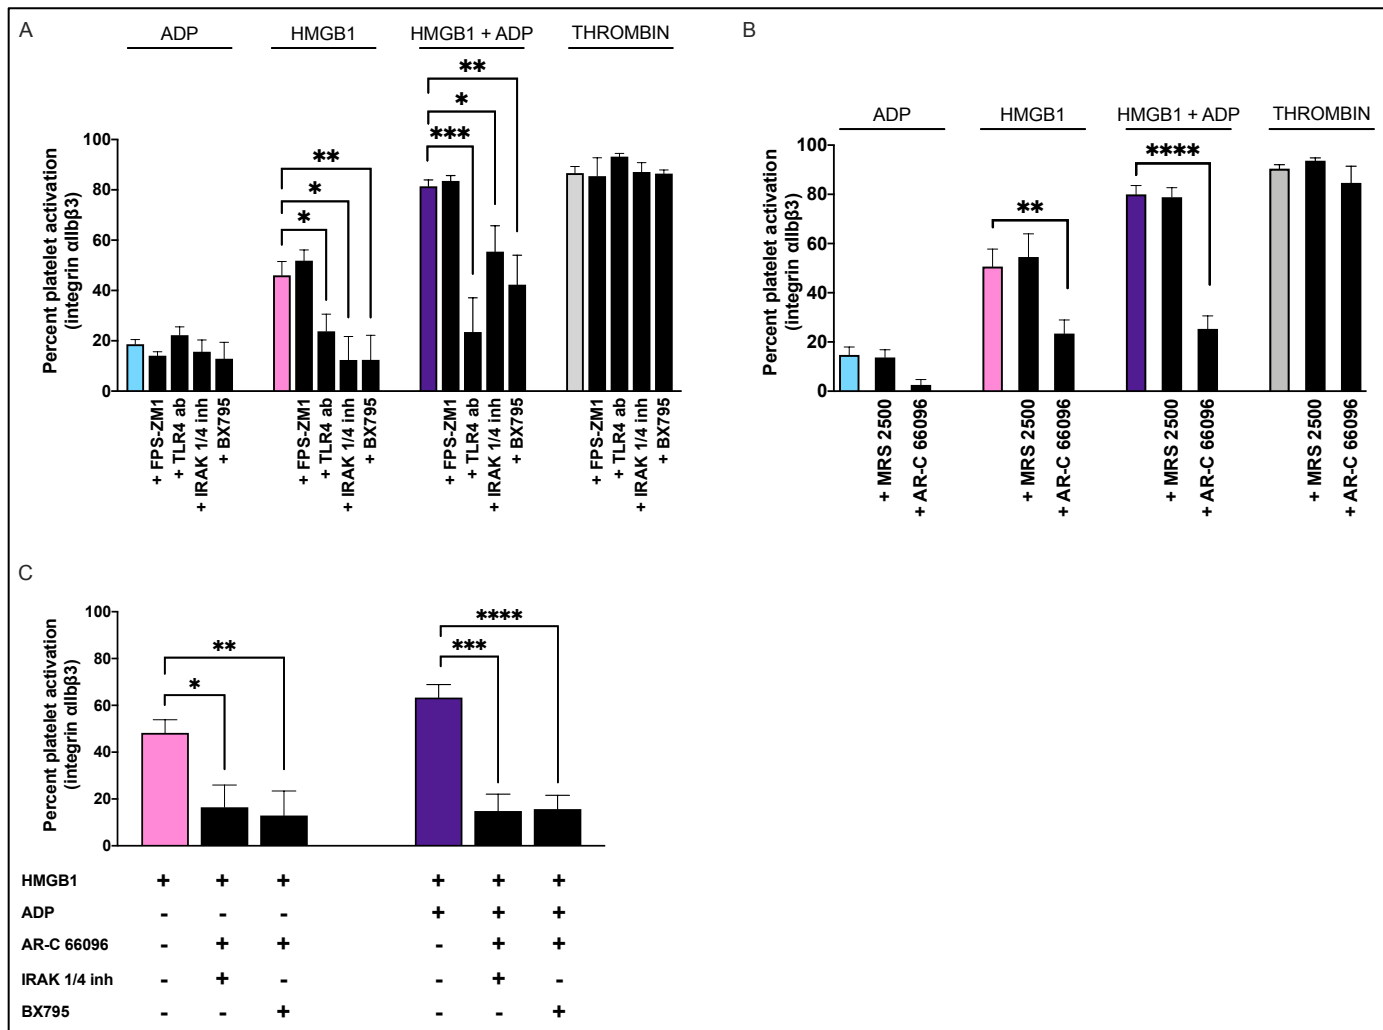 A
ADP
HMGB1
HMGB1 + ADP
THROMBIN
**
*
***
**
*
*
Percent platelet activation
(integrin αIIbβ3)
100
80
60
40
20
0
+ FPS-ZM1
+ TLR4 ab
+ IRAK 1/4 inh
+ BX795
+ FPS-ZM1
+ TLR4 ab
+ IRAK 1/4 inh
+ BX795
+ FPS-ZM1
+ TLR4 ab
+ IRAK 1/4 inh
+ BX795
+ FPS-ZM1
+ TLR4 ab
+ IRAK 1/4 inh
+ BX795
B
ADP
HMGB1
HMGB1 + ADP
THROMBIN
****
**
Percent platelet activation
(integrin αIIbβ3)
100
80
60
40
20
0
+ MRS 2500
+ AR-C 66096
+ MRS 2500
+ AR-C 66096
+ MRS 2500
+ AR-C 66096
+ MRS 2500
+ AR-C 66096
C
Percent platelet activation
(integrin αIIbβ3)
100
80
60
40
20
0
**
*
****
***
HMGB1 + + + + + +
ADP - - - + + +
AR-C 66096 - + + - + +
IRAK 1/4 inh - + - - + -
BX795 - - + - - +